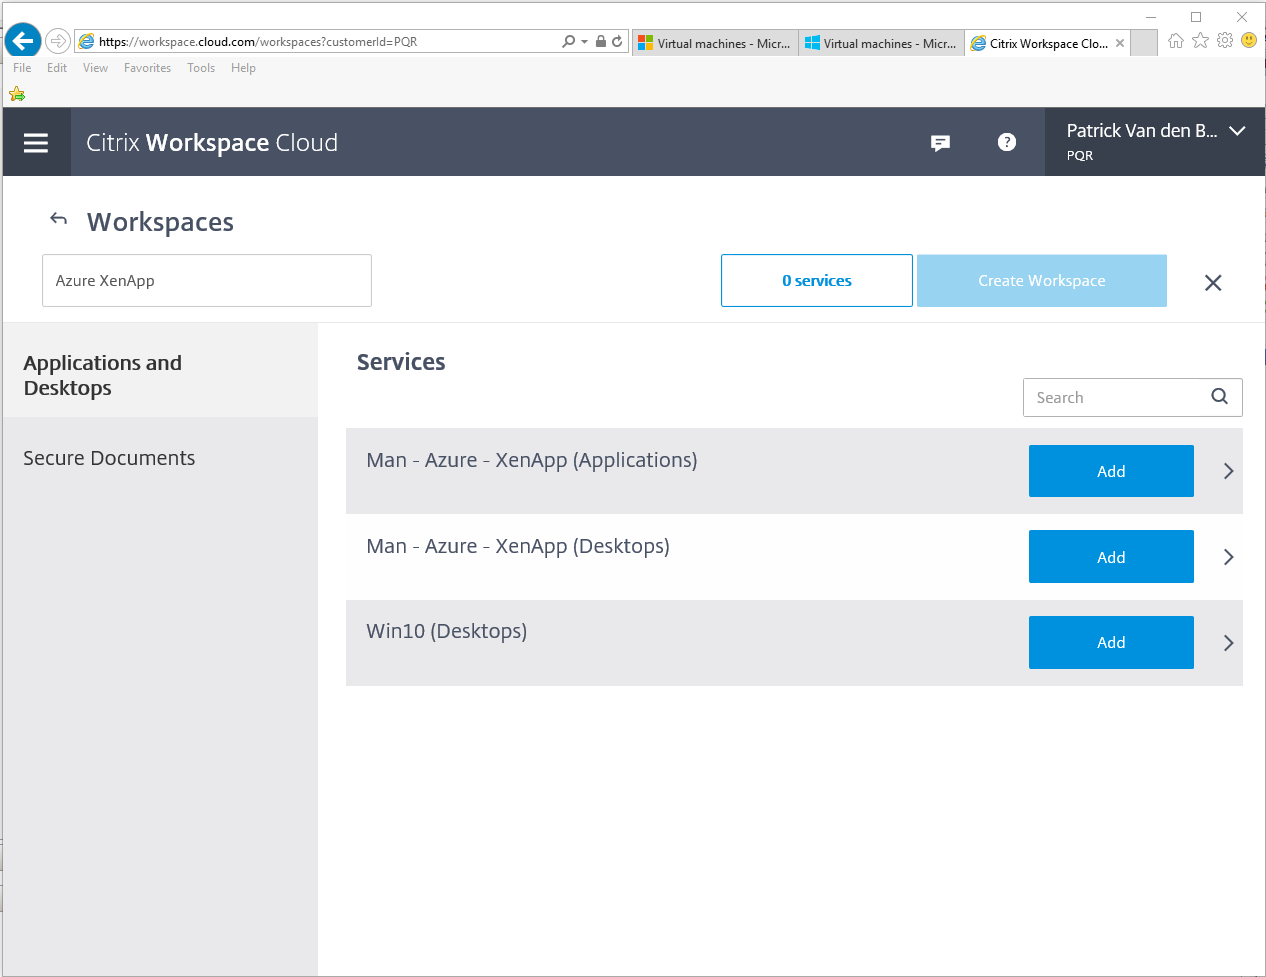 https://workspace.cloud.com/workspaces?customerId=PQR
Virtual machines - Micr...
Virtual machines - Micr...
Citrix Workspace Clo...
File Edit View Favorites Tools Help
Citrix Workspace Cloud
?
Patrick Van den B...
PQR
Workspaces
Azure XenApp
0 services
Create Workspace
Applications and
Desktops
Secure Documents
Services
Search
Man - Azure - XenApp (Applications)
Add
Man - Azure - XenApp (Desktops)
Add
Win10 (Desktops)
Add